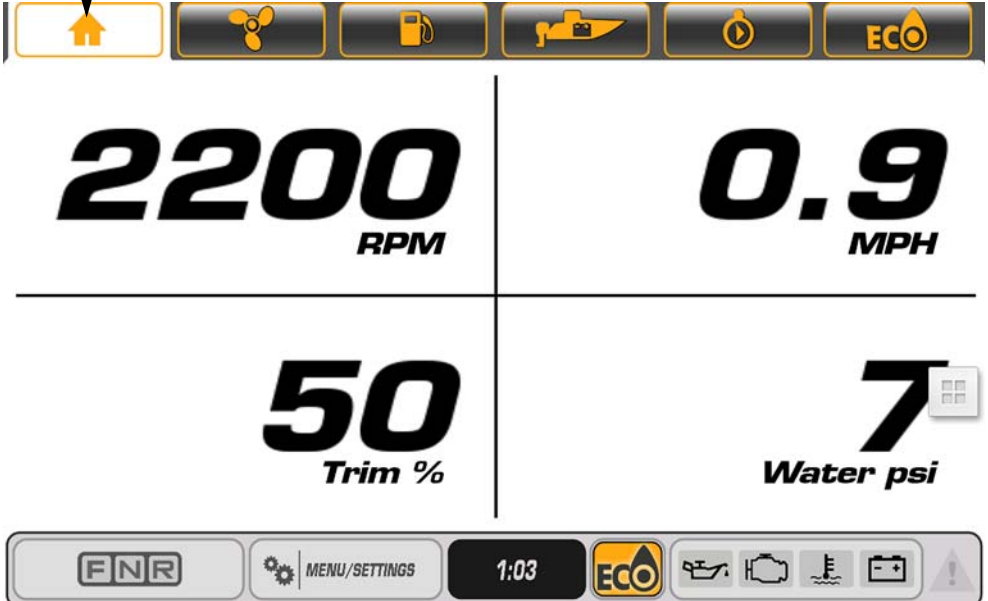 ECO
2200
RPM
0.9
MPH
50
Trim %
7
Water psi
FNR
MENU/SETTINGS
1:03
ECO